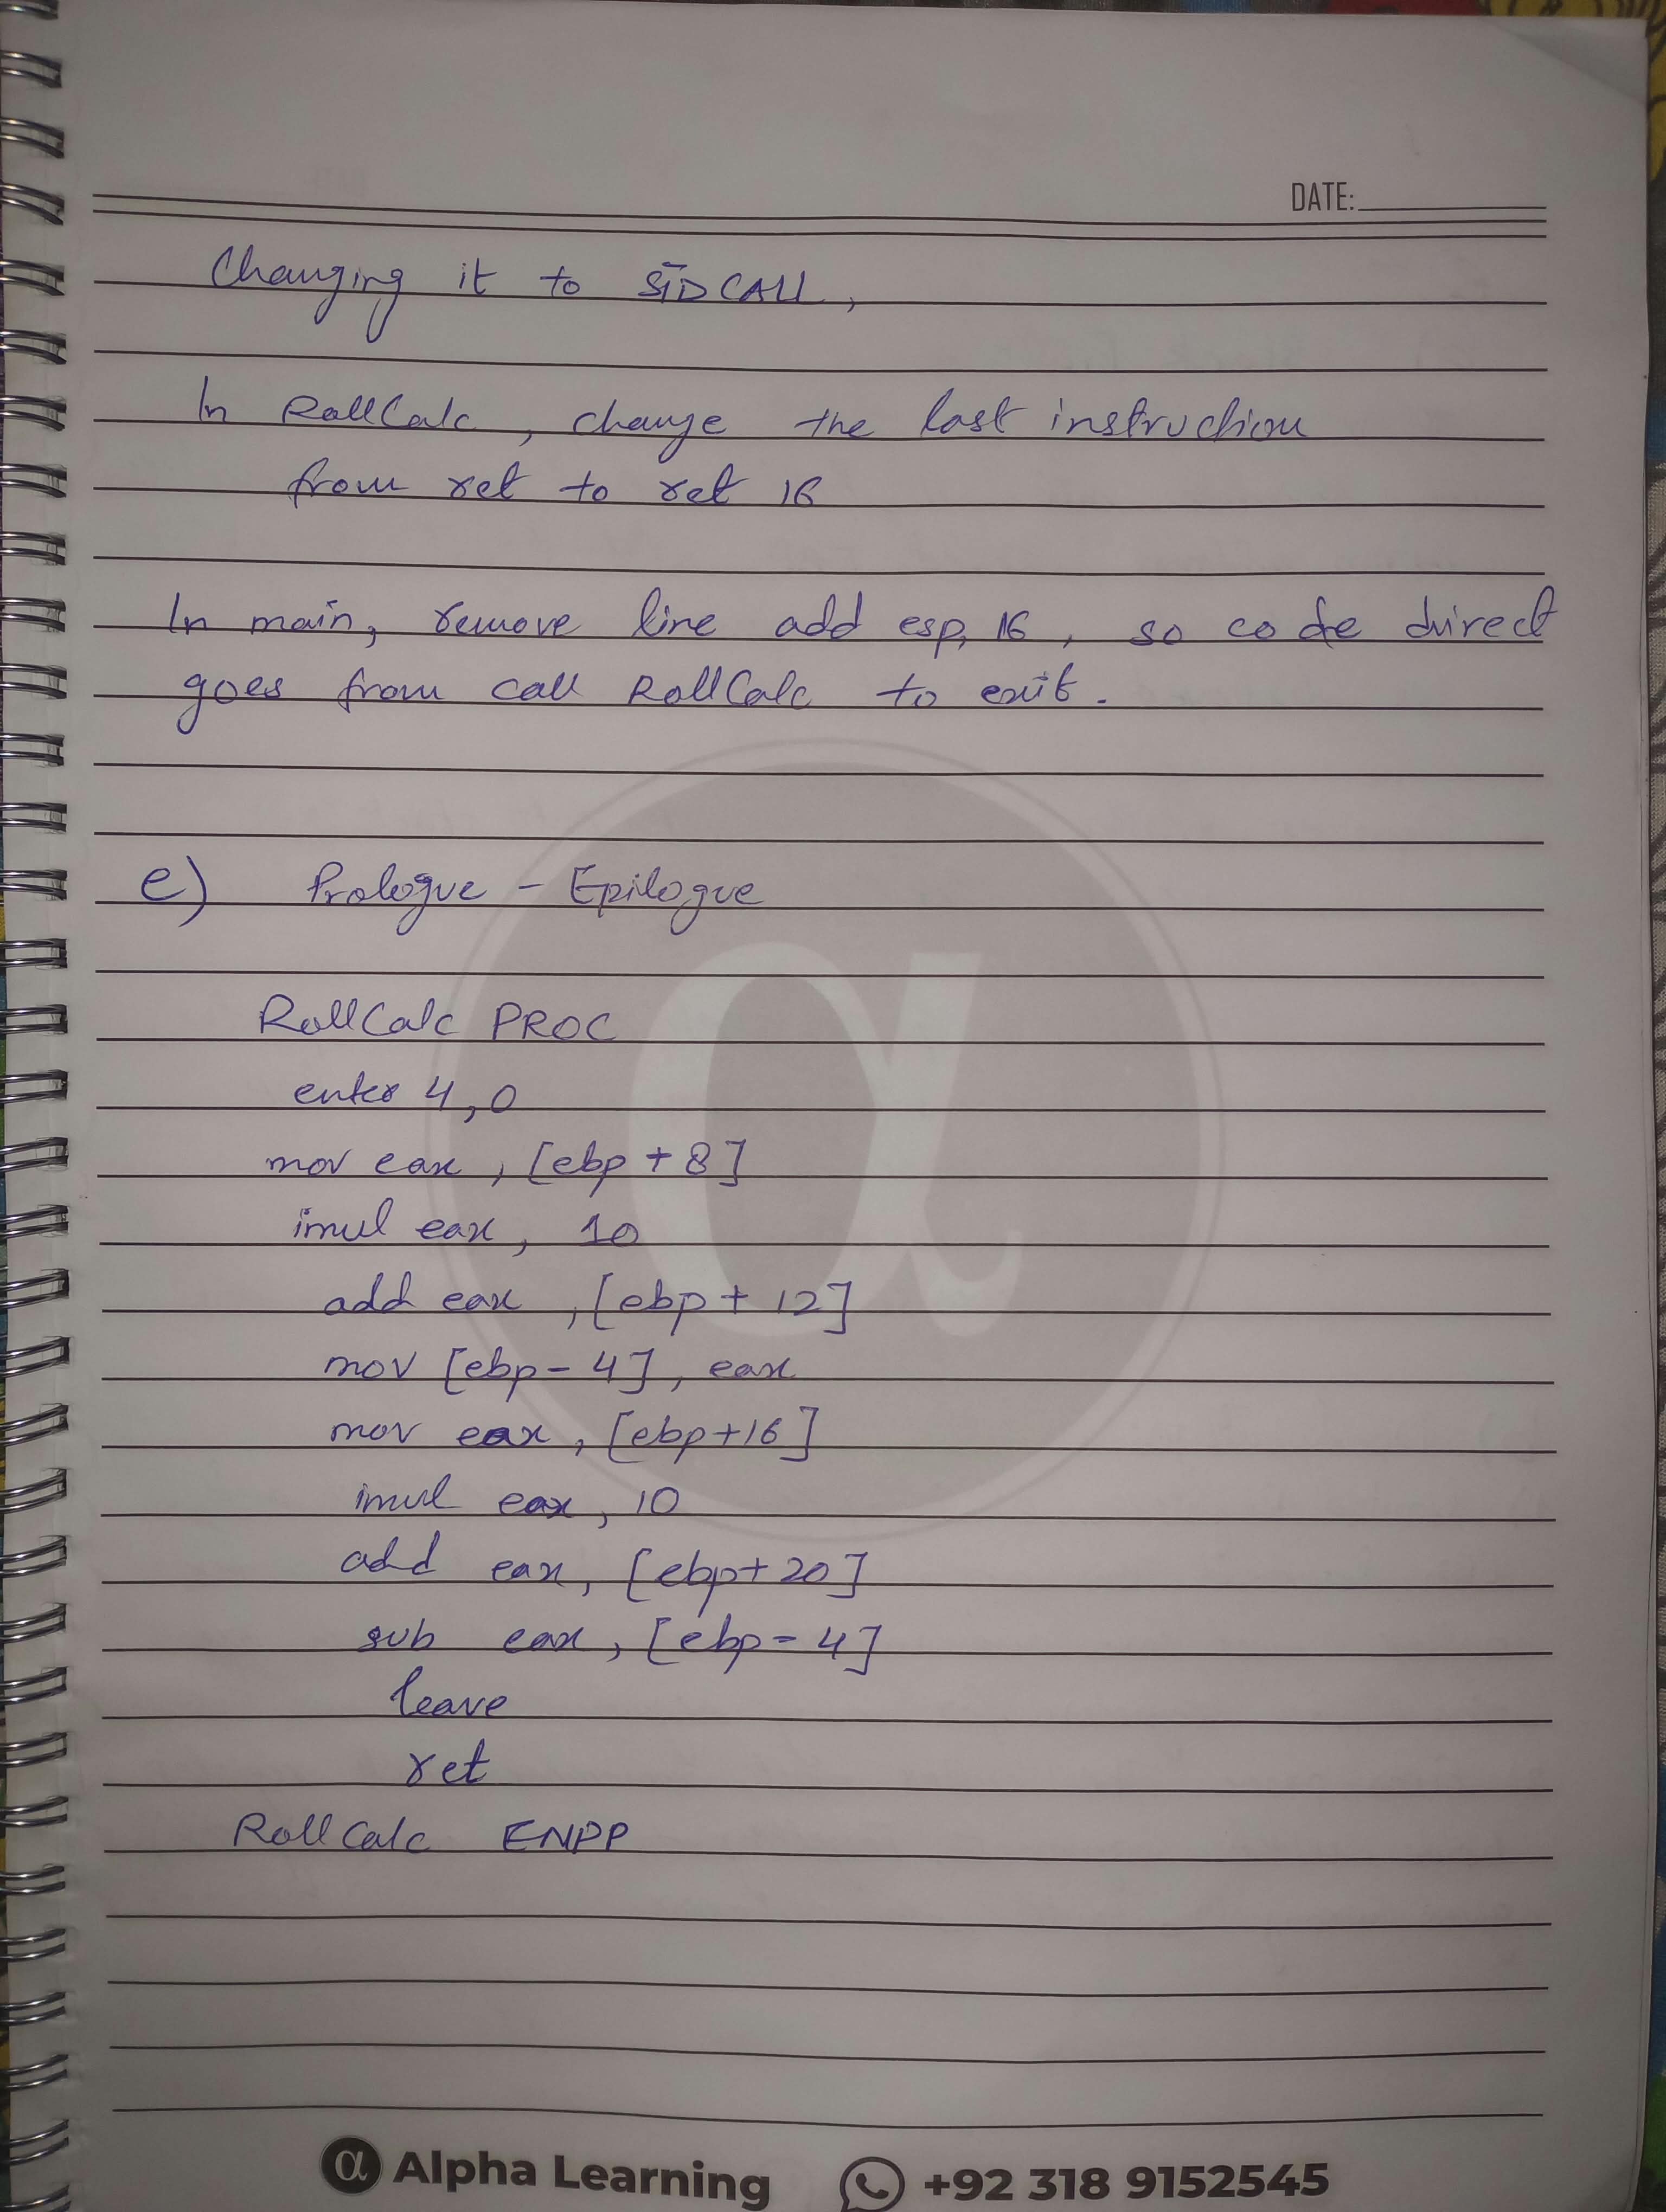 DATE:
Changing it to STDCALL,
In RollCalc, change the last instruction
from ret to ret 16
In main, remove line add esp, 16, so code direct
goes from call RollCalc to exit.
e) Prologue - Epilogue
RollCalc PROC
enter 4,0
mov eax, [ebp + 8]
imul eax, 10
add eax, [ebp + 12]
mov [ebp - 4], eax
mov eax, [ebp+16]
imul eax, 10
add eax, [ebp+20]
sub eax, [ebp - 4]
leave
ret
RollCalc ENDP
α Alpha Learning +92 318 9152545